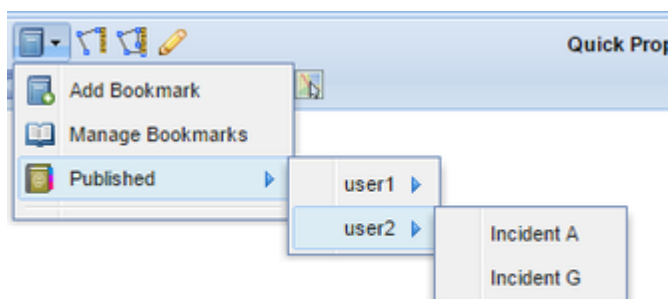 Quick Prop
Add Bookmark
Manage Bookmarks
Published
user1
user2
Incident A
Incident G